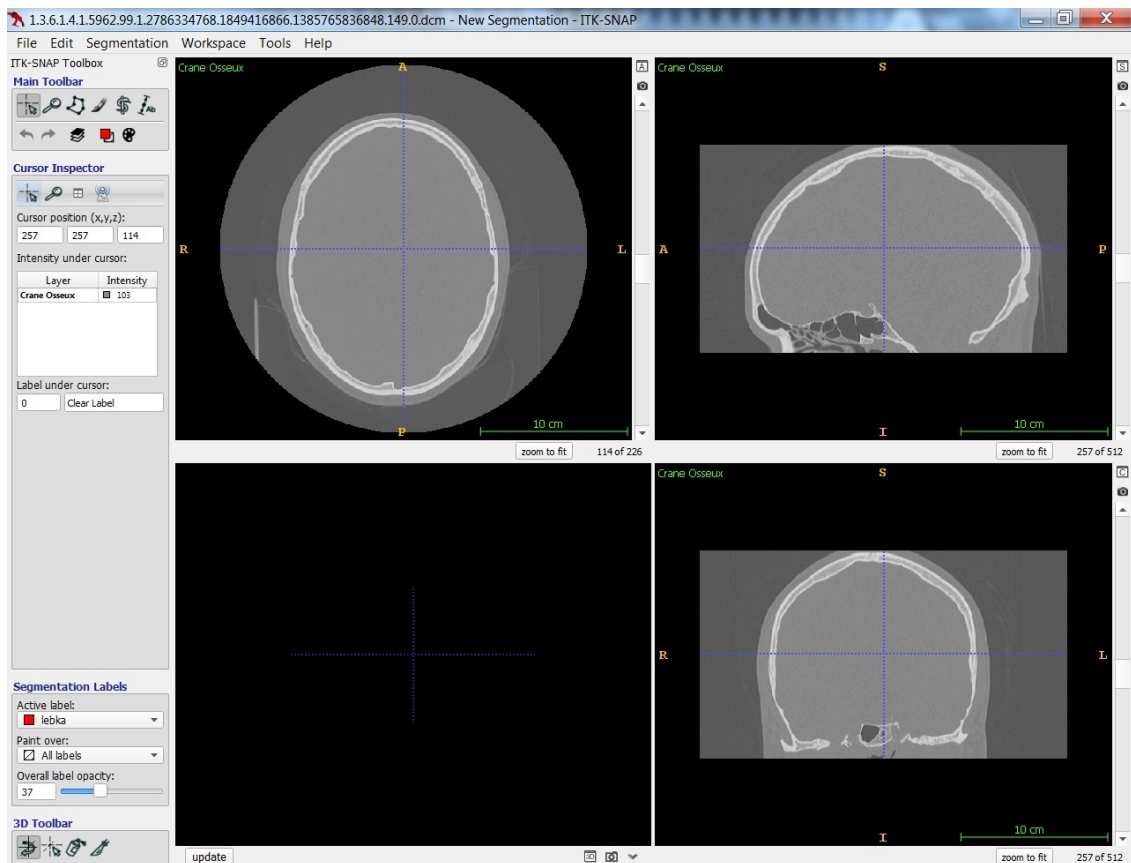 1.3.6.1.4.1.5962.99.1.2786334768.1849416866.1385765836848.149.0.dcm - New Segmentation - ITK-SNAP
File Edit Segmentation Workspace Tools Help
ITK-SNAP Toolbox
Main Toolbar
Ab
Cursor Inspector
Cursor position (x,y,z):
257 257 114
Intensity under cursor:
Layer Intensity
Crane Osseux 103
Label under cursor:
0 Clear Label
Segmentation Labels
Active label:
lebka
Paint over:
All labels
Overall label opacity:
37
3D Toolbar
Crane Osseux
A
R
L
P
10 cm
A
zoom to fit 114 of 226
Crane Osseux
S
A
P
I
10 cm
S
zoom to fit 257 of 512
update
3D
Crane Osseux
S
R
L
I
10 cm
C
zoom to fit 257 of 512